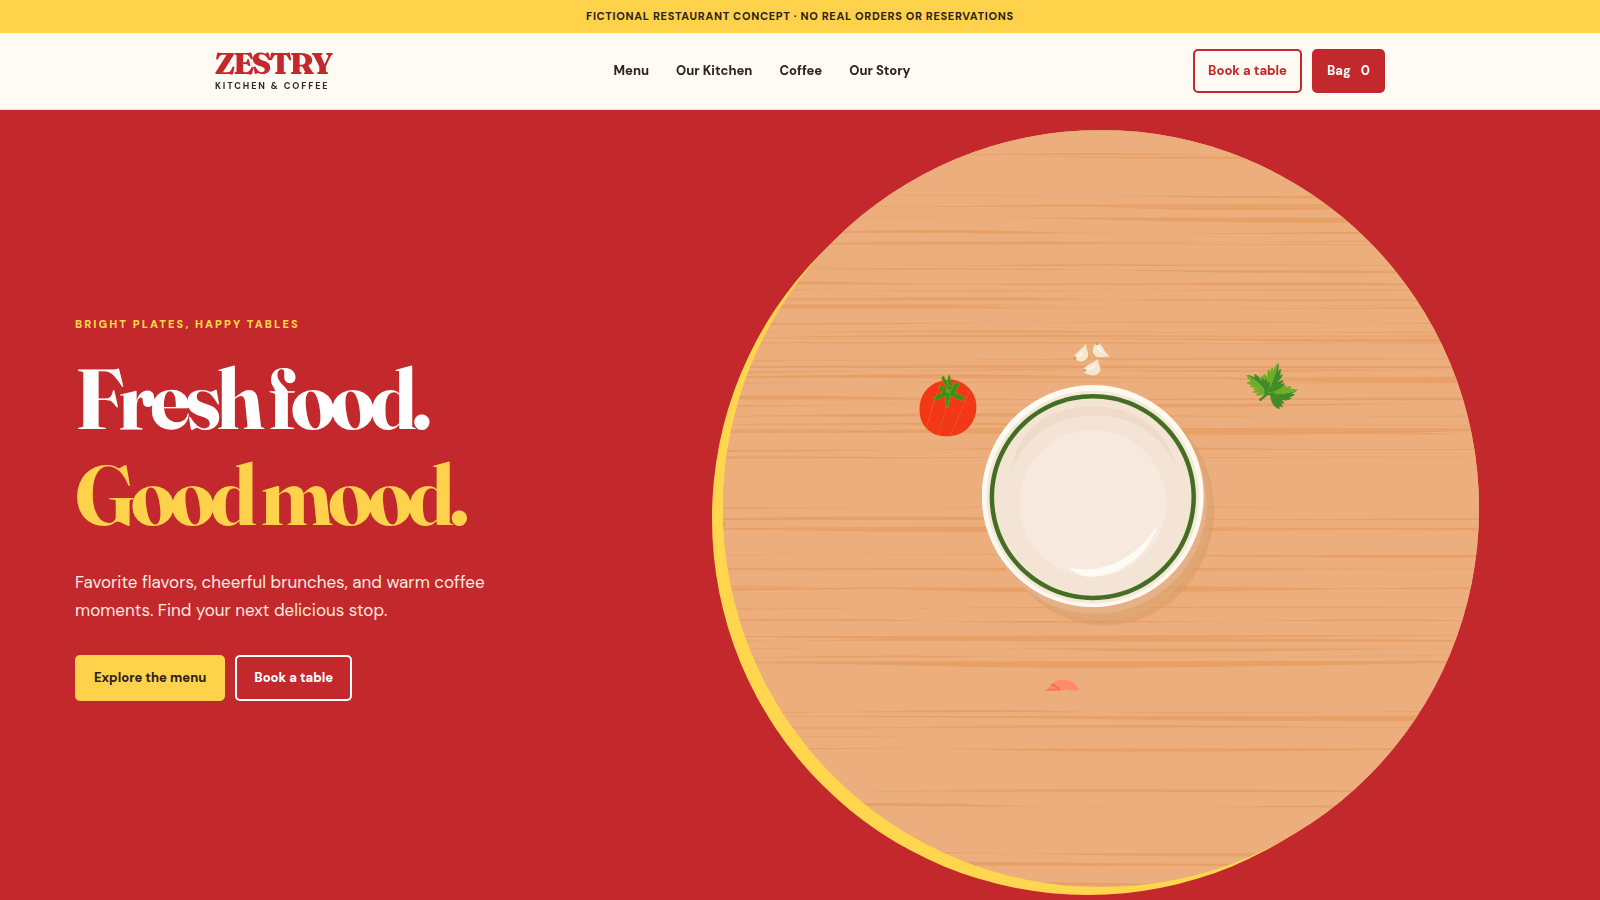 FICTIONAL RESTAURANT CONCEPT · NO REAL ORDERS OR RESERVATIONS
ZESTRY
KITCHEN & COFFEE
Menu Our Kitchen Coffee Our Story
Book a table
Bag 0
BRIGHT PLATES, HAPPY TABLES
Fresh food.
Good mood.
Favorite flavors, cheerful brunches, and warm coffee
moments. Find your next delicious stop.
Explore the menu
Book a table